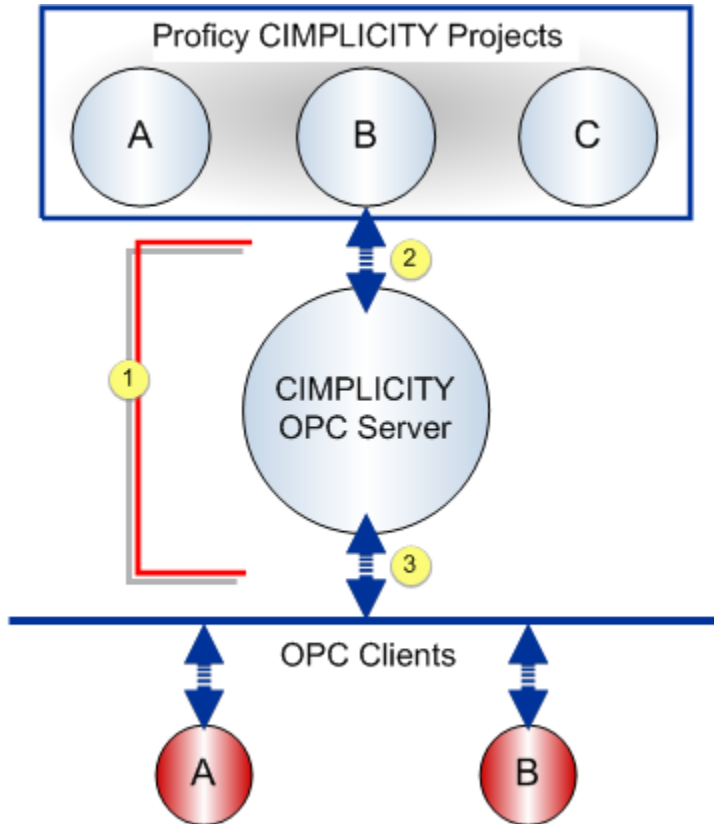 Proficy CIMPLICITY Projects
A
B
C
2
1
CIMPLICITY
OPC Server
3
OPC Clients
A
B